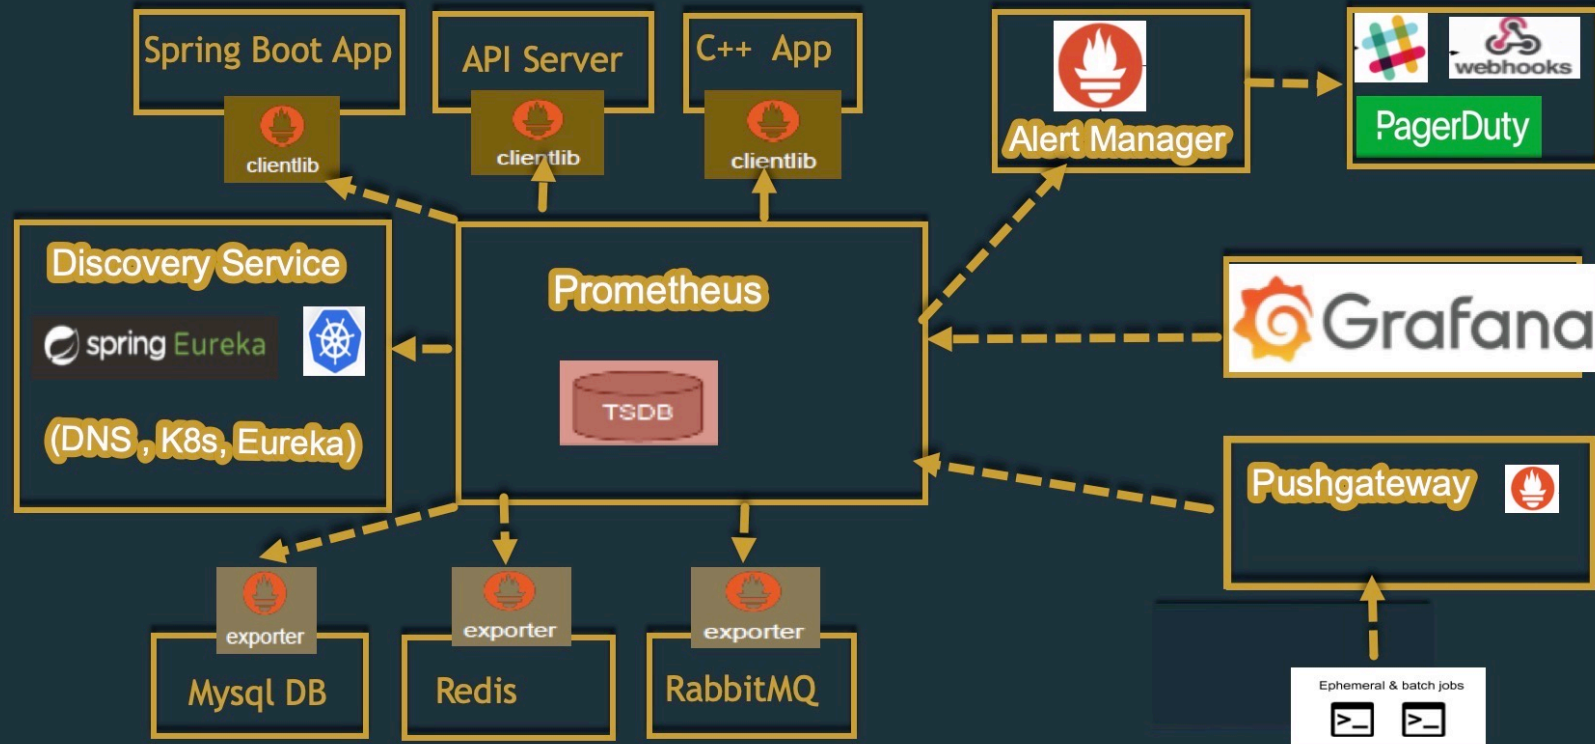 Spring Boot App
API Server
C++ App
clientlib
clientlib
clientlib
Alert Manager
webhooks
PagerDuty
Discovery Service
spring Eureka
(DNS , K8s, Eureka)
Prometheus
TSDB
Grafana
Pushgateway
exporter
exporter
exporter
Mysql DB
Redis
RabbitMQ
Ephemeral & batch jobs
>_ >_